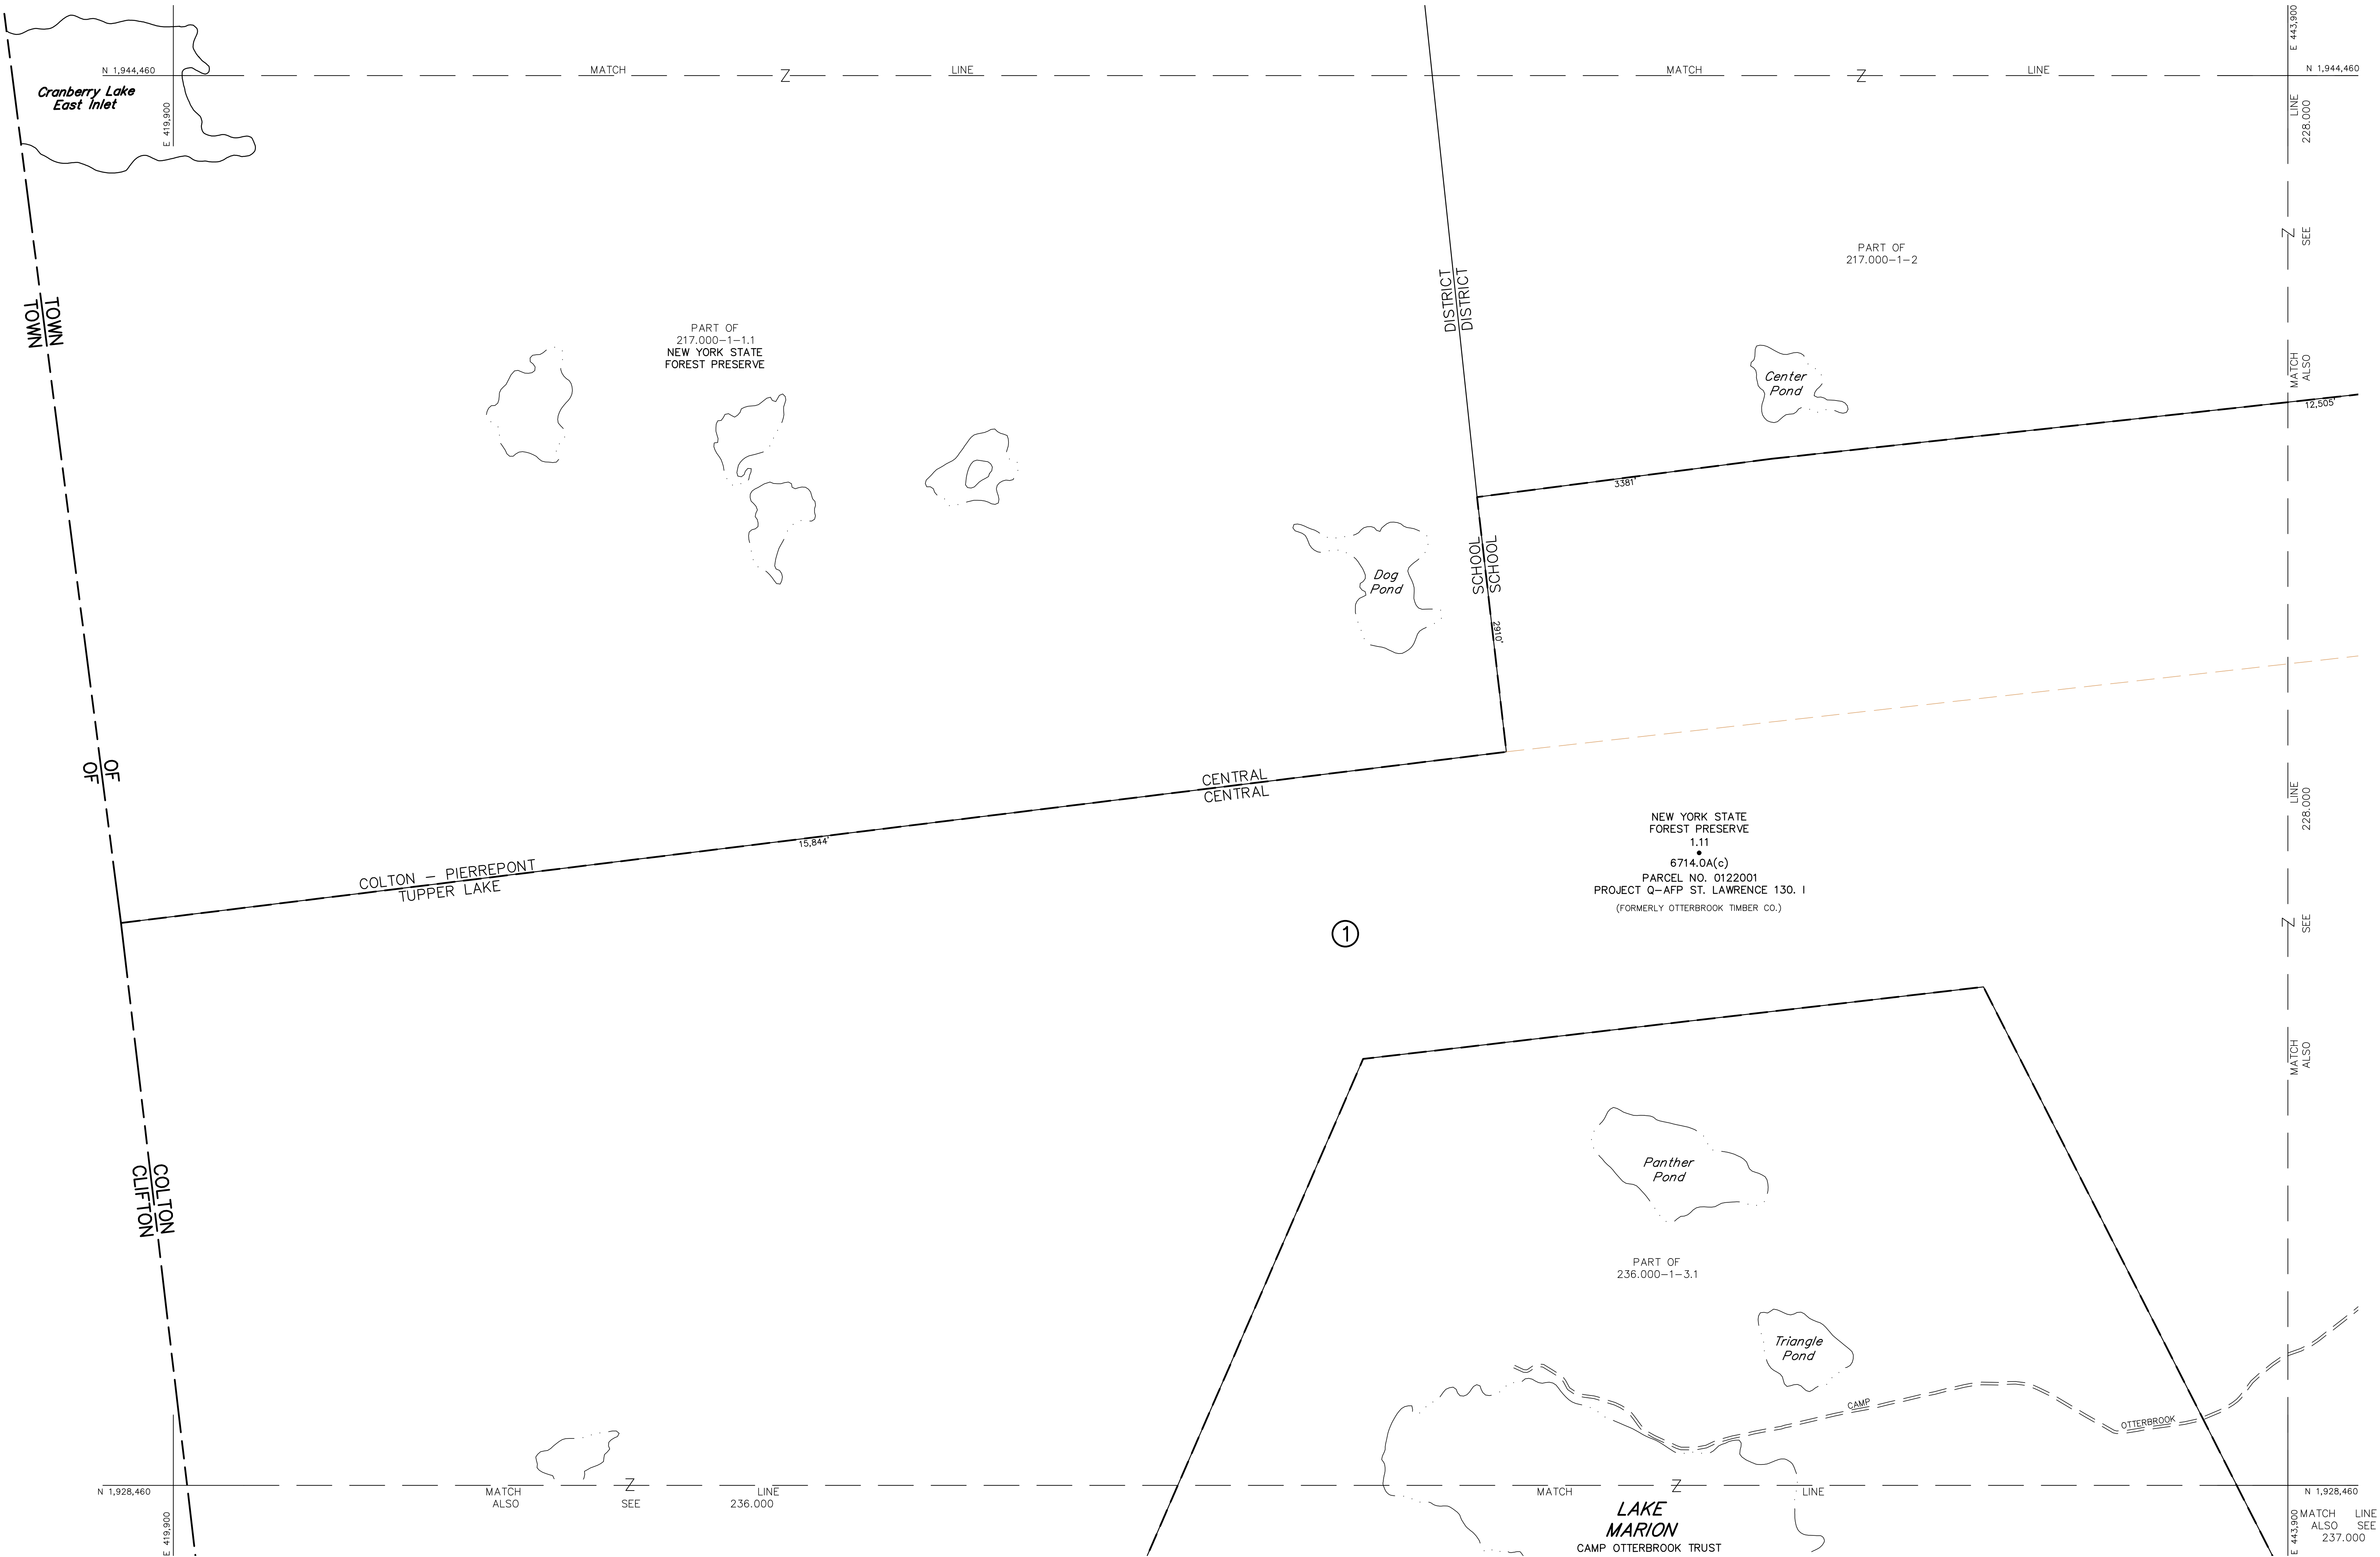 E 443,900
N 1,944,460
MATCH
Z
LINE
MATCH
Z
LINE
N 1,944,460
Cranberry Lake
East Inlet
E 419,900
LINE
228.000
Z
SEE
MATCH
ALSO
12,505'
TOWN
TOWN
PART OF
217.000-1-1.1
NEW YORK STATE
FOREST PRESERVE
DISTRICT
DISTRICT
PART OF
217.000-1-2
Center
Pond
3381'
Dog
Pond
SCHOOL
SCHOOL
2910'
OF
OF
CENTRAL
CENTRAL
15,844'
COLTON - PIERREPONT
TUPPER LAKE
NEW YORK STATE
FOREST PRESERVE
1.11
6714.0A(c)
PARCEL NO. 0122001
PROJECT Q-AFP ST. LAWRENCE 130. I
(FORMERLY OTTERBROOK TIMBER CO.)
1
LINE
228.000
Z
SEE
MATCH
ALSO
COLTON
CLIFTON
Panther
Pond
PART OF
236.000-1-3.1
Triangle
Pond
CAMP
OTTERBROOK
N 1,928,460
MATCH
Z
LINE
ALSO
SEE
236.000
E 419,900
MATCH
Z
LINE
LAKE
MARION
CAMP OTTERBROOK TRUST
N 1,928,460
E 443,900
MATCH LINE
ALSO SEE
237.000